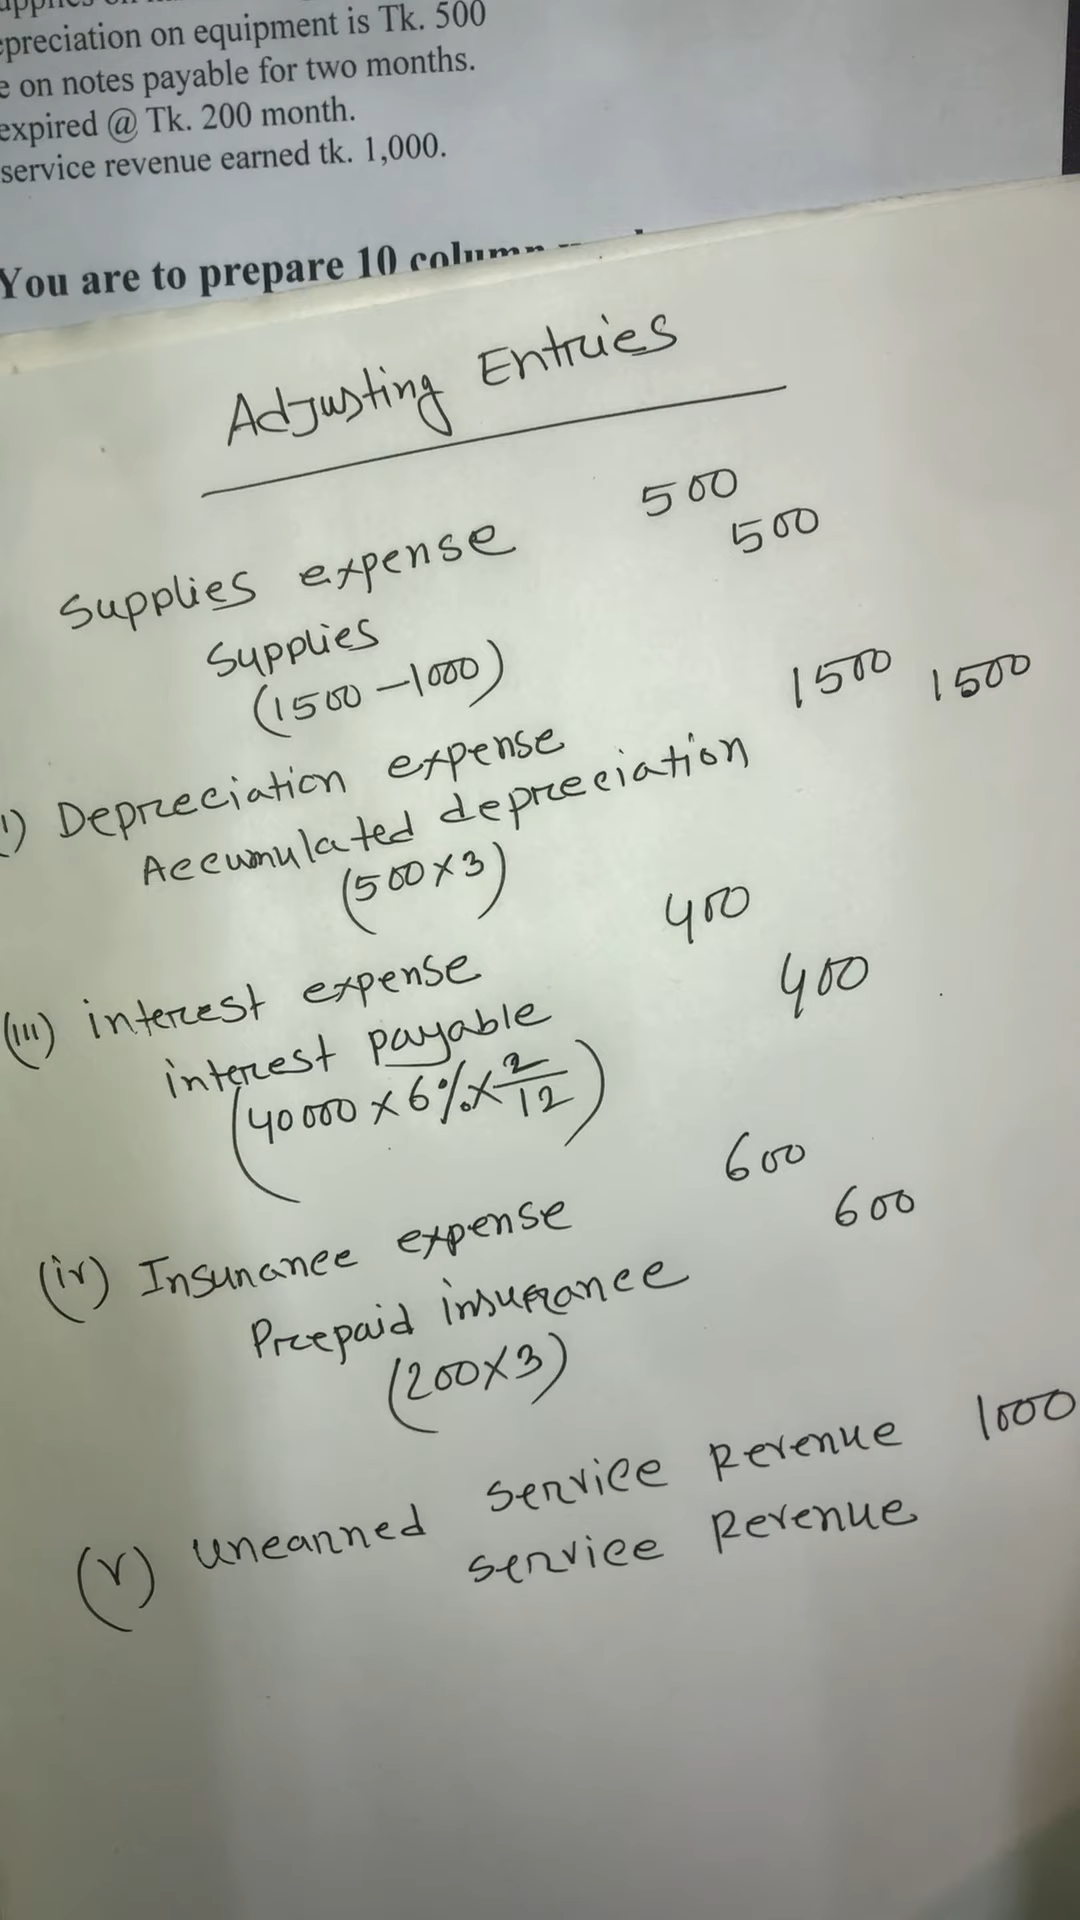 preciation on equipment is Tk. 500
e on notes payable for two months.
expired @ Tk. 200 month.
service revenue earned tk. 1,000.
You are to prepare 10 column
Adjusting Entries
Supplies expense 500
Supplies 500
(1500-1000)
Depreciation expense 1500
Accumulated depreciation 1500
(500×3)
(iii) interest expense 400
interest payable 400
(40000×6%×2/12)
(iv) Insurance expense 600
Prepaid insurance 600
(200×3)
(v) unearned service Revenue 1000
service Revenue